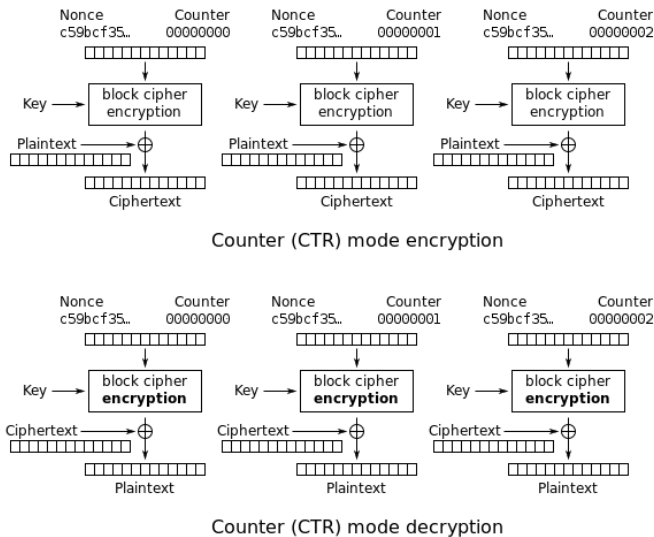 Nonce Counter Nonce Counter Nonce Counter
c59bcf35… 00000000 c59bcf35… 00000001 c59bcf35… 00000002
Key block cipher encryption Key block cipher encryption Key block cipher encryption
Plaintext Plaintext Plaintext
Ciphertext Ciphertext Ciphertext
Counter (CTR) mode encryption
Nonce Counter Nonce Counter Nonce Counter
c59bcf35… 00000000 c59bcf35… 00000001 c59bcf35… 00000002
Key block cipher encryption Key block cipher encryption Key block cipher encryption
Ciphertext Ciphertext Ciphertext
Plaintext Plaintext Plaintext
Counter (CTR) mode decryption